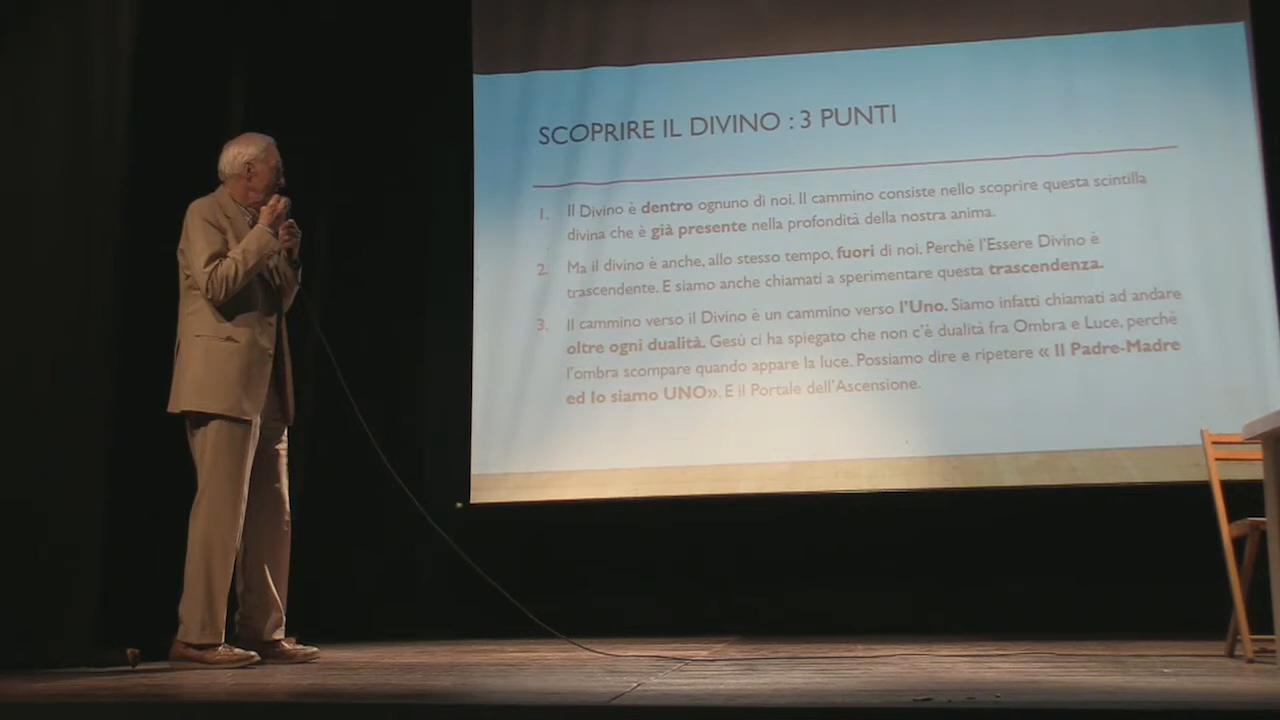 SCOPRIRE IL DIVINO : 3 PUNTI
1. Il Divino è dentro ognuno di noi. Il cammino consiste nello scoprire questa scintilla
divina che è già presente nella profondità della nostra anima.
2. Ma il divino è anche, allo stesso tempo, fuori di noi. Perchè l'Essere Divino è
trascendente. E siamo anche chiamati a sperimentare questa trascendenza.
3. Il cammino verso il Divino è un cammino verso l'Uno. Siamo infatti chiamati ad andare
oltre ogni dualità. Gesù ci ha spiegato che non c'è dualità fra Ombra e Luce, perchè
l'ombra scompare quando appare la luce. Possiamo dire e ripetere « Il Padre-Madre
ed Io siamo UNO». E il Portale dell'Ascensione.